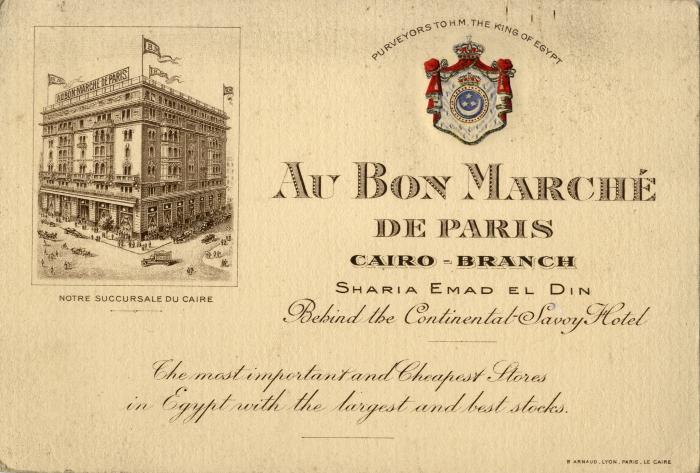 PURVEYORS TO H.M. THE KING OF EGYPT
AU BON MARCHÉ DE PARIS
AU BON MARCHÉ
DE PARIS
CAIRO - BRANCH
SHARIA EMAD EL DIN
Behind the Continental-Savoy Hotel
NOTRE SUCCURSALE DU CAIRE
The most important and Cheapest Stores
in Egypt with the largest and best stocks.
B ARNAUD. LYON. PARIS. LE CAIRE